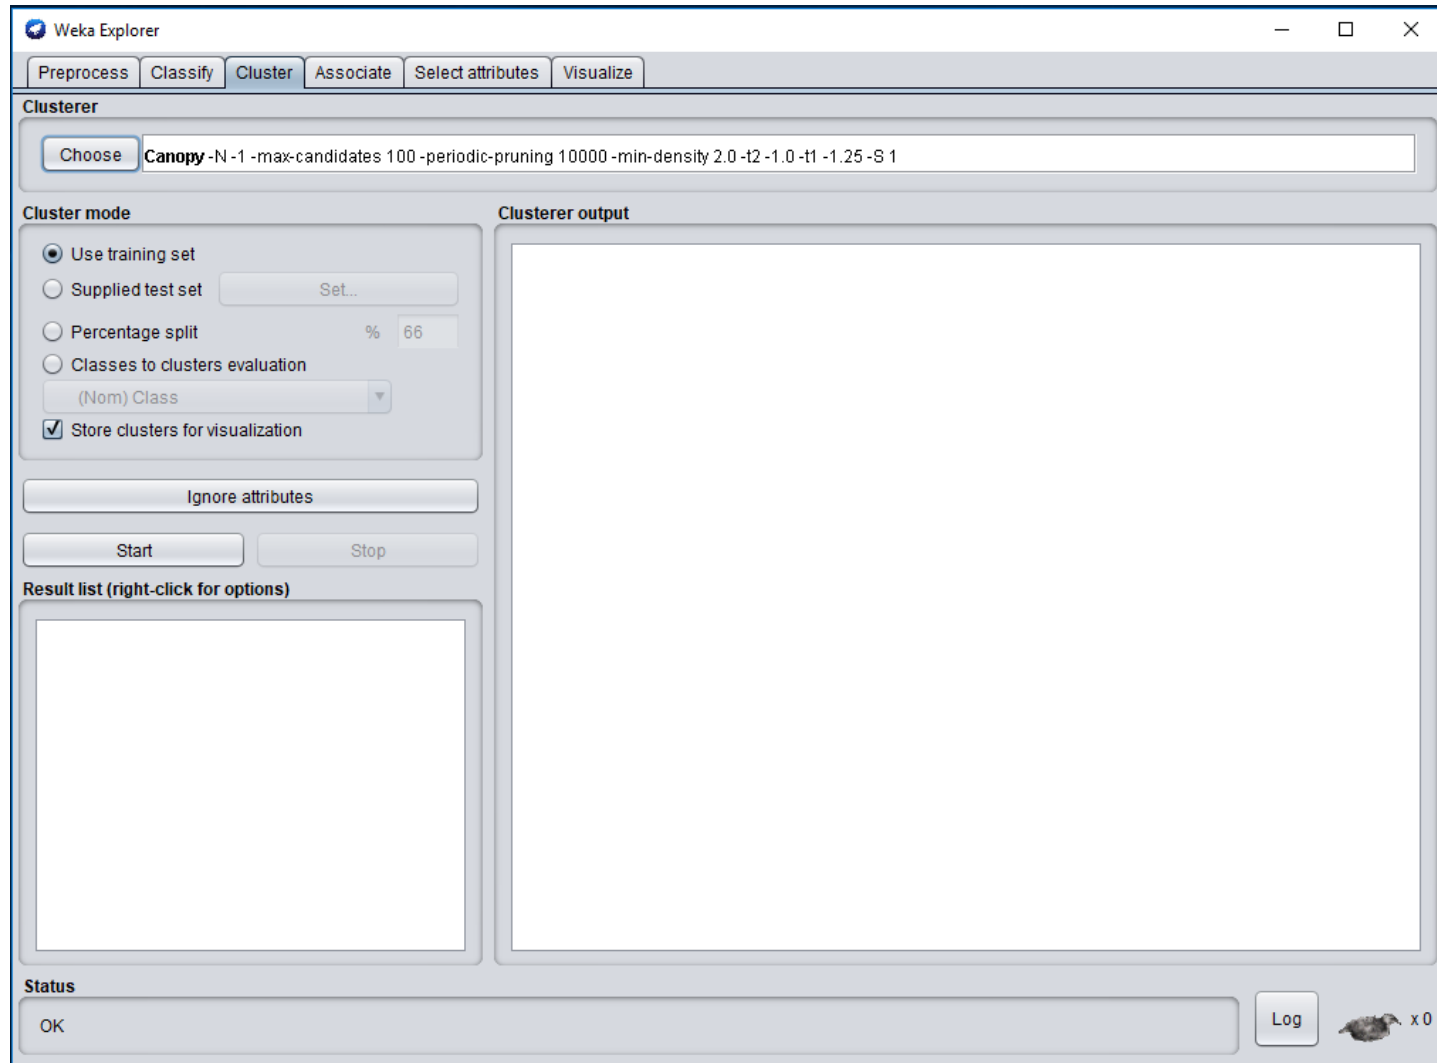 Weka Explorer
Preprocess Classify Cluster Associate Select attributes Visualize
Clusterer
Choose Canopy -N -1 -max-candidates 100 -periodic-pruning 10000 -min-density 2.0 -t2 -1.0 -t1 -1.25 -S 1
Cluster mode
Use training set
Supplied test set Set...
Percentage split % 66
Classes to clusters evaluation
(Nom) Class
Store clusters for visualization
Ignore attributes
Start Stop
Result list (right-click for options)
Clusterer output
Status
OK
Log x 0